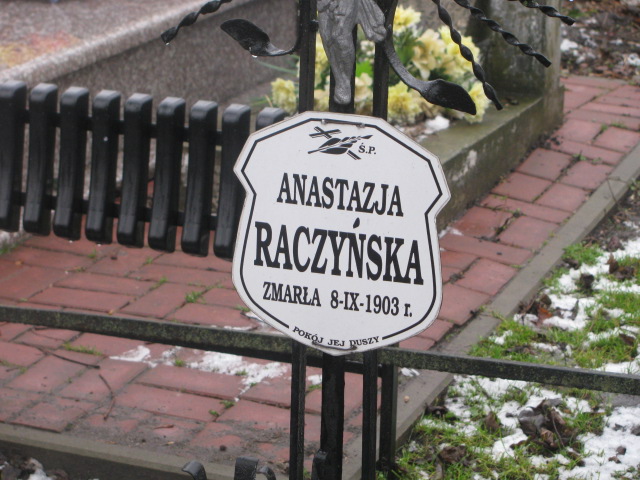 Ś.P.
ANASTAZJA
RACZYŃSKA
ZMARŁA 8-IX-1903 r.
POKÓJ JEJ DUSZY